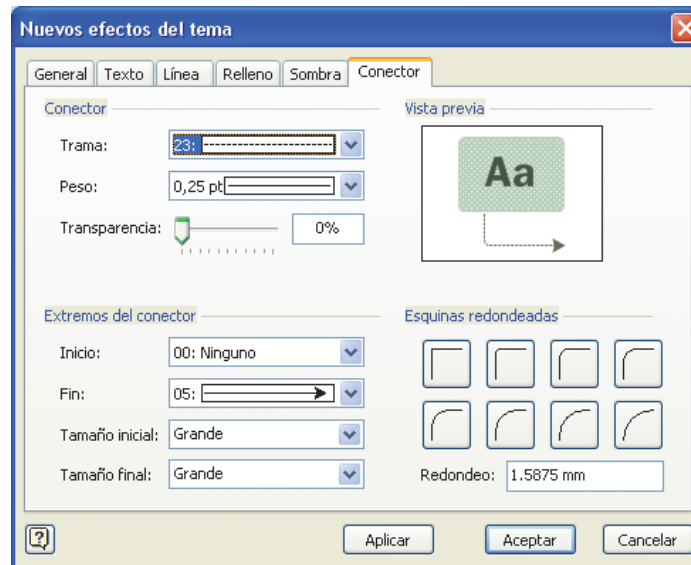 Nuevos efectos del tema
General Texto Línea Relleno Sombra Conector
Conector
Trama: 23:
Peso: 0,25 pt
Transparencia: 0%
Vista previa
Aa
Extremos del conector
Inicio: 00: Ninguno
Fin: 05:
Tamaño inicial: Grande
Tamaño final: Grande
Esquinas redondeadas
Redondeo: 1.5875 mm
Aplicar Aceptar Cancelar